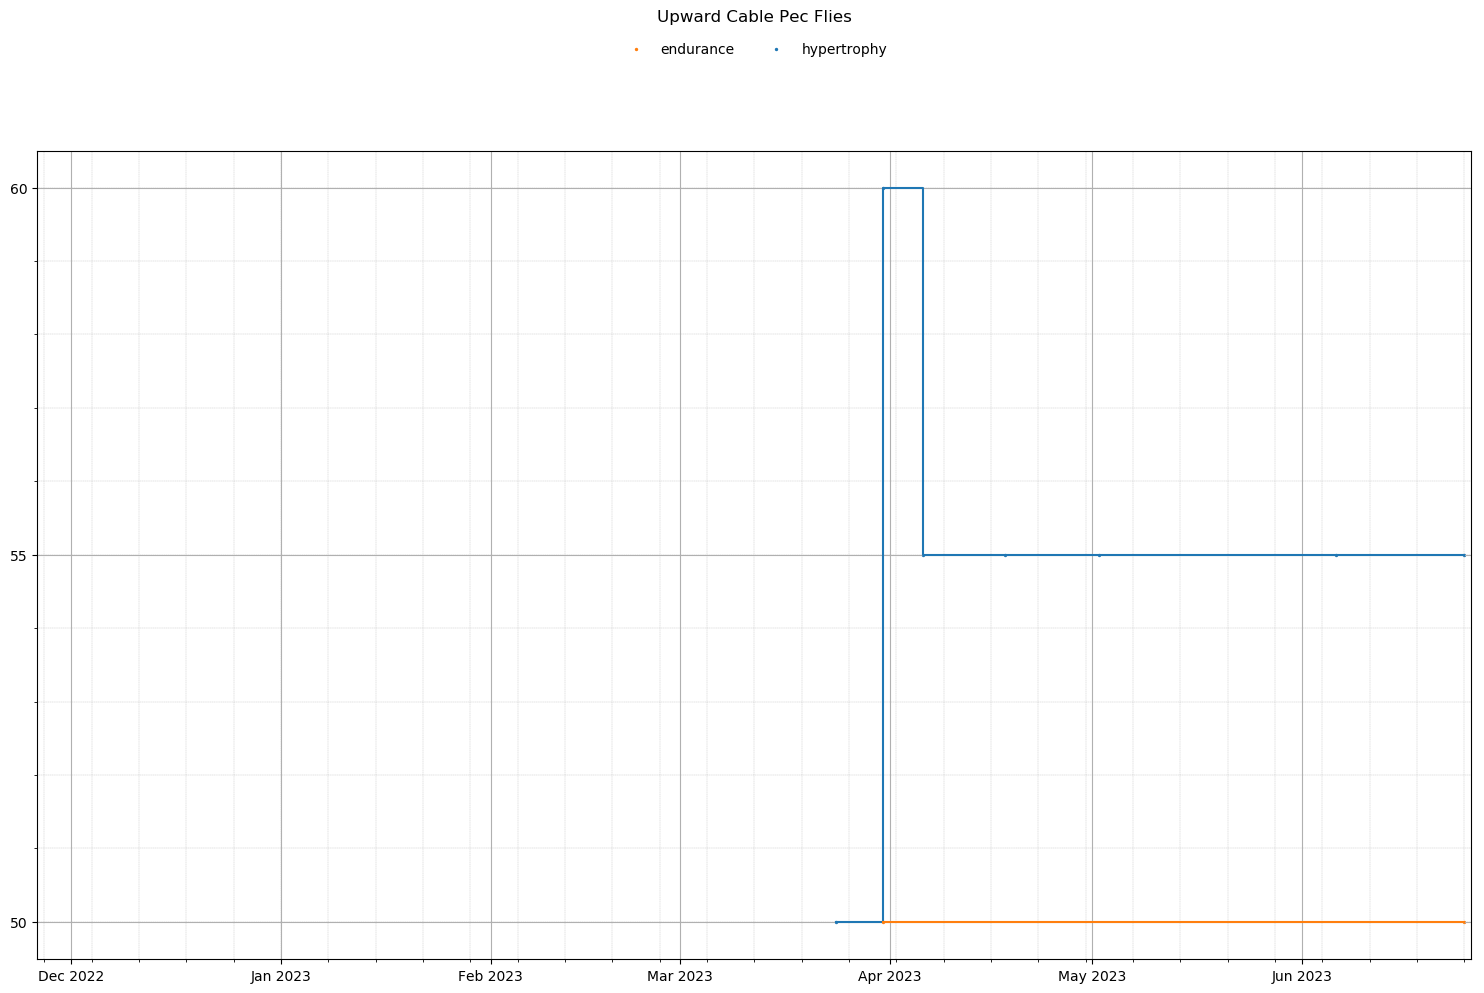 Upward Cable Pec Flies
endurance hypertrophy
60
55
50
Dec 2022 Jan 2023 Feb 2023 Mar 2023 Apr 2023 May 2023 Jun 2023